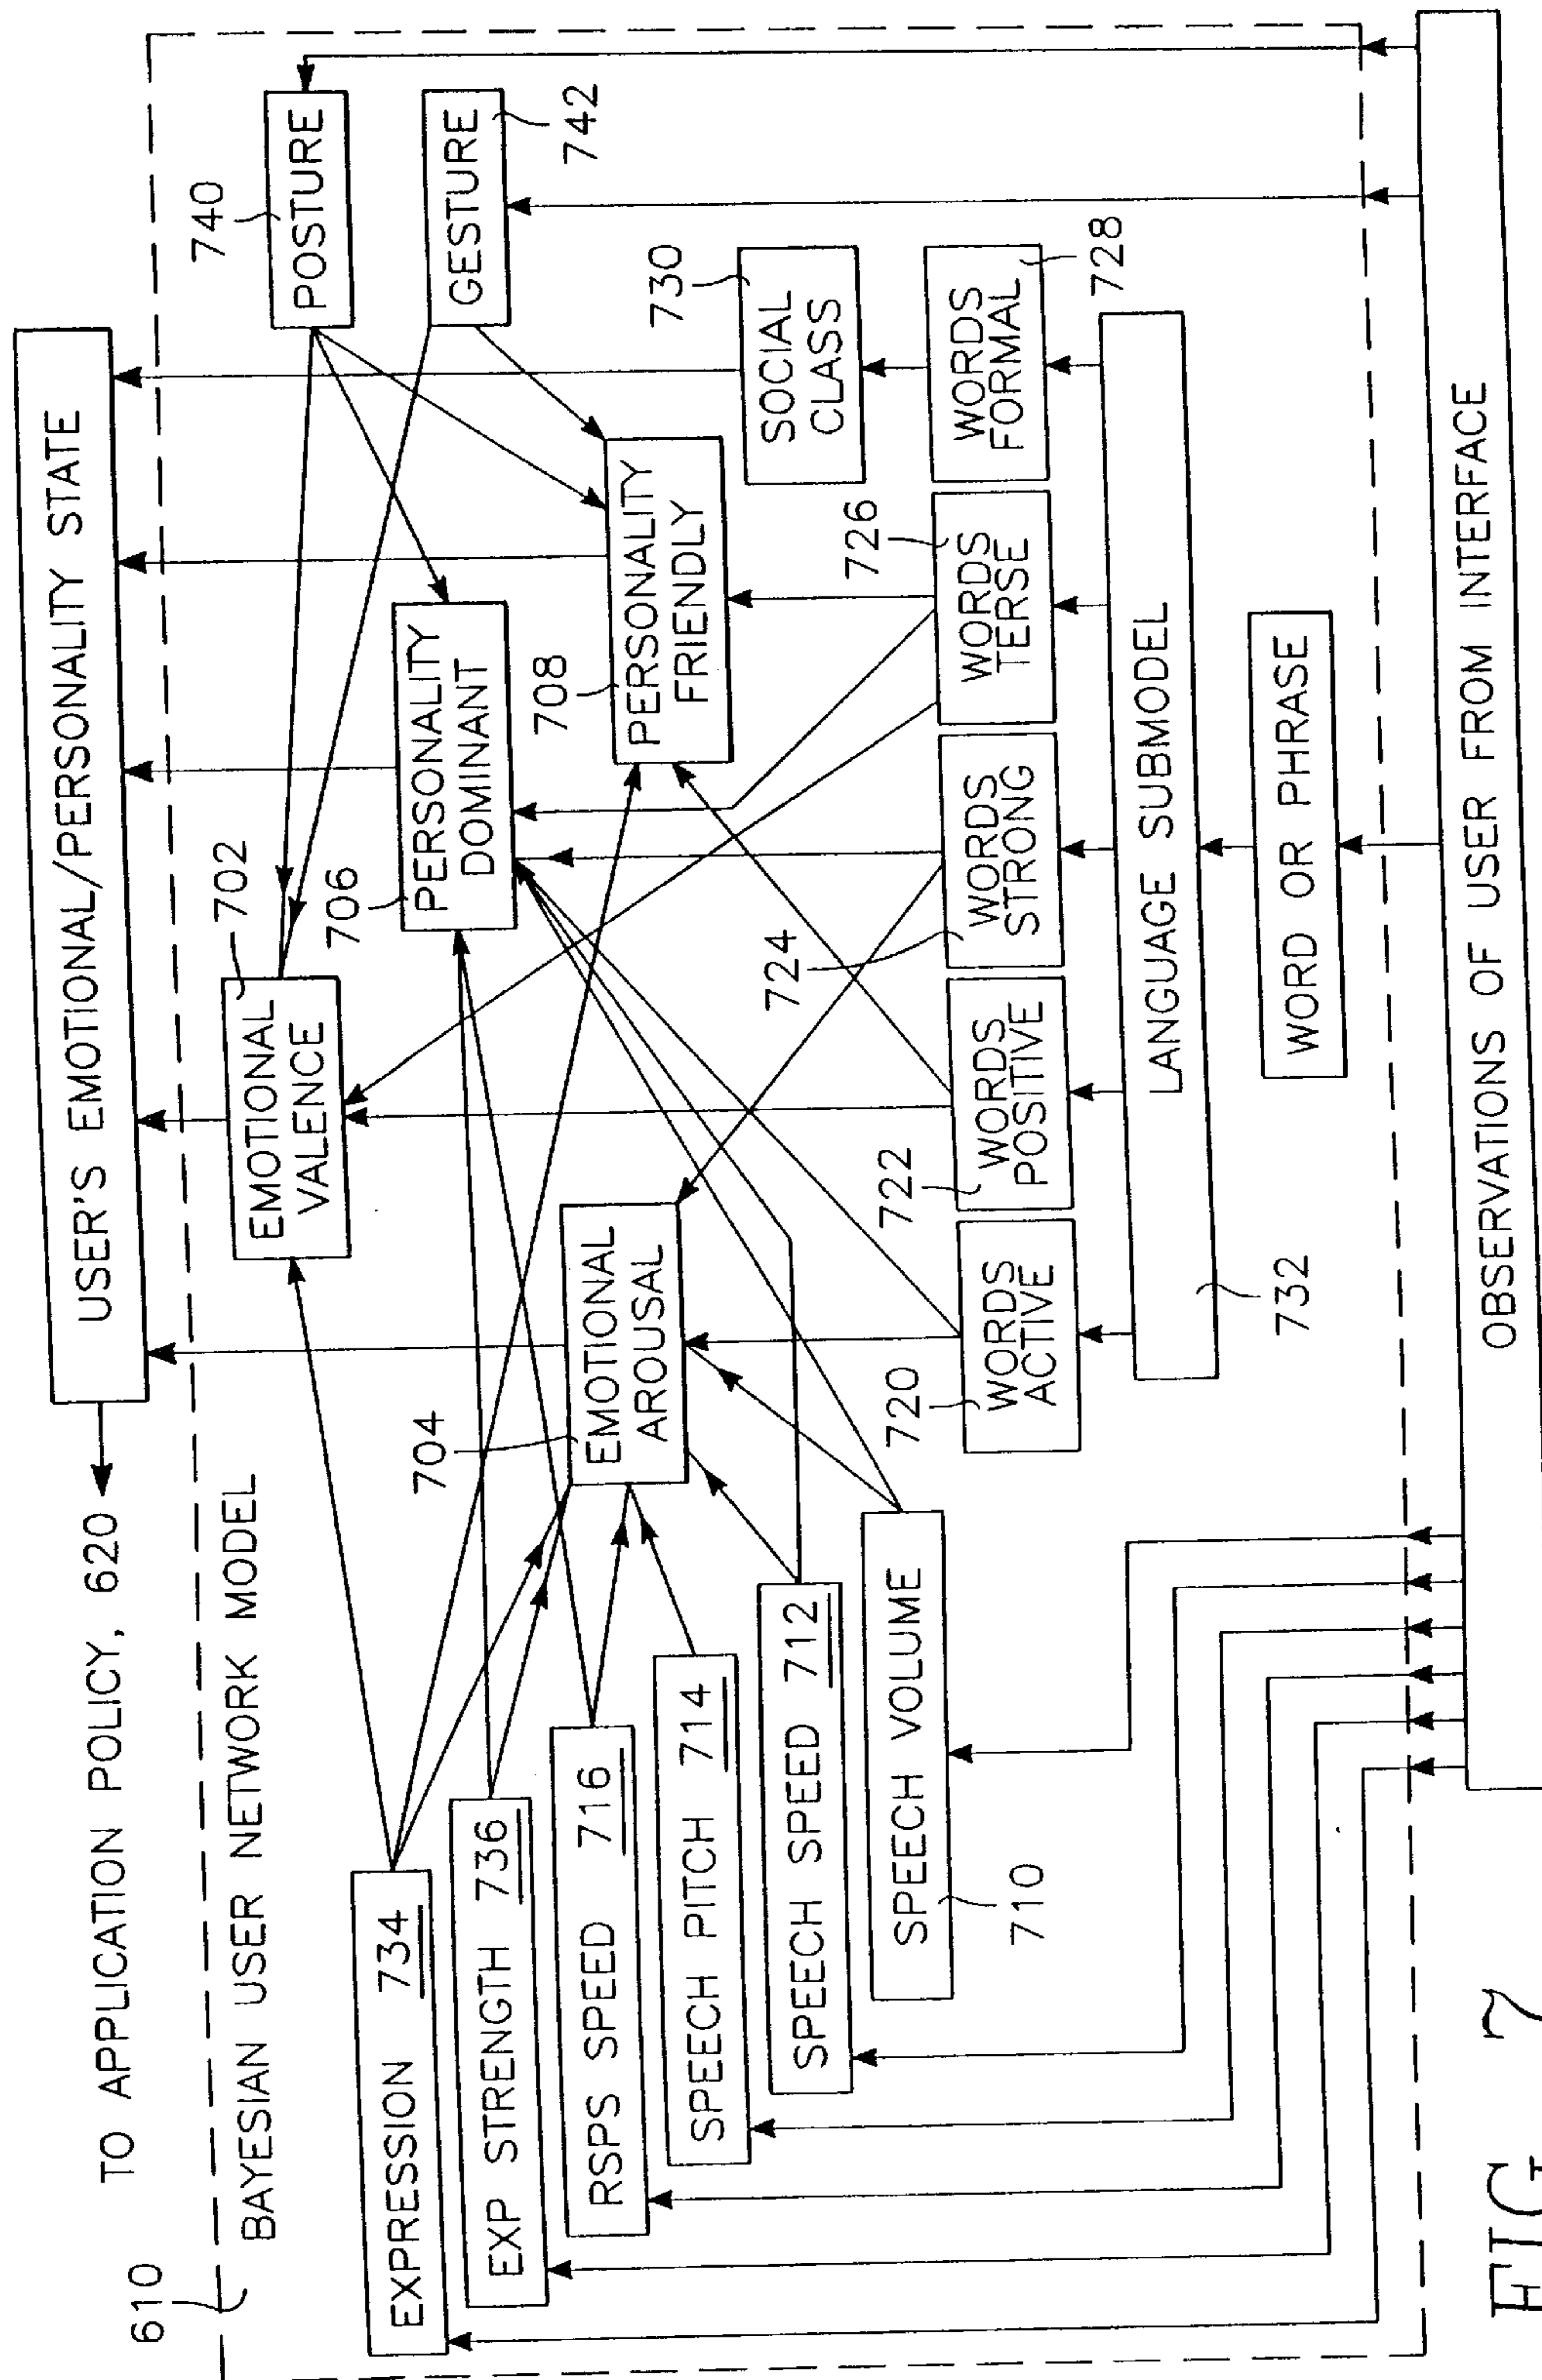 610
TO APPLICATION POLICY, 620
USER'S EMOTIONAL/PERSONALITY STATE
BAYESIAN USER NETWORK MODEL
EMOTIONAL
VALENCE
702
740
POSTURE
EXPRESSION 734
704
706
PERSONALITY
DOMINANT
GESTURE
742
EXP STRENGTH 736
RSPS SPEED 716
EMOTIONAL
AROUSAL
708
PERSONALITY
FRIENDLY
SPEECH PITCH 714
730
SOCIAL
CLASS
SPEECH SPEED 712
724
726
SPEECH VOLUME
710
720
722
WORDS
ACTIVE
WORDS
POSITIVE
WORDS
STRONG
WORDS
TERSE
WORDS
FORMAL
728
LANGUAGE SUBMODEL
732
WORD OR PHRASE
OBSERVATIONS OF USER FROM INTERFACE
FIG 7